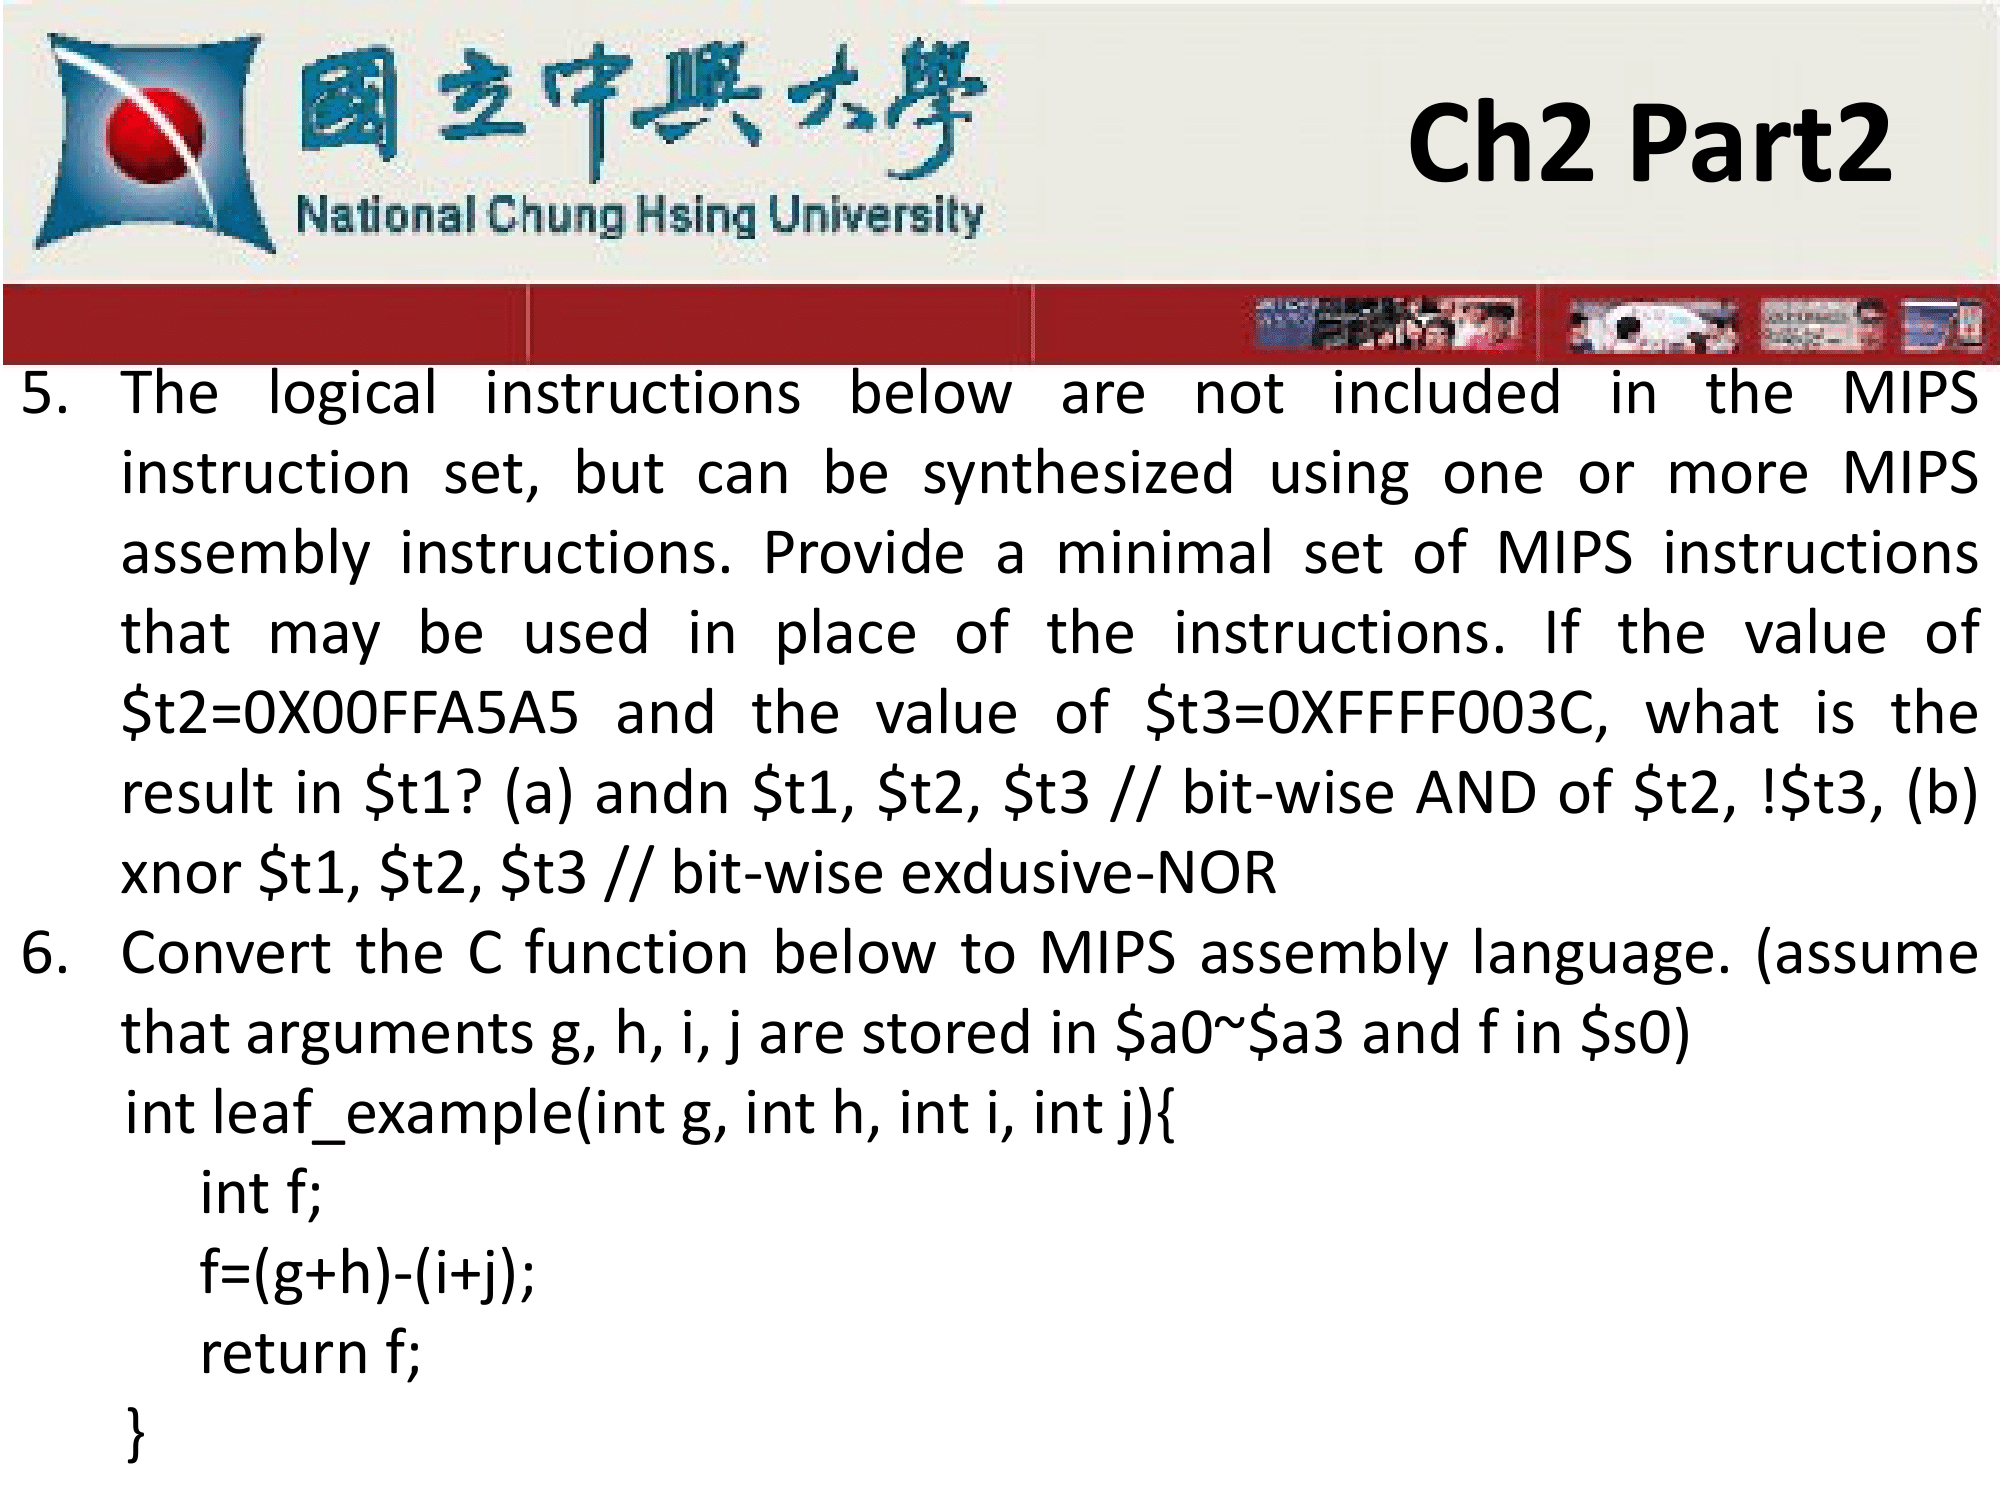 國立中興大學
National Chung Hsing University
Ch2 Part2
5. The logical instructions below are not included in the MIPS
instruction set, but can be synthesized using one or more MIPS
assembly instructions. Provide a minimal set of MIPS instructions
that may be used in place of the instructions. If the value of
$t2=0X00FFA5A5 and the value of $t3=0XFFFF003C, what is the
result in $t1? (a) andn $t1, $t2, $t3 // bit-wise AND of $t2, !$t3, (b)
xnor $t1, $t2, $t3 // bit-wise exdusive-NOR
6. Convert the C function below to MIPS assembly language. (assume
that arguments g, h, i, j are stored in $a0~$a3 and f in $s0)
int leaf_example(int g, int h, int i, int j){
int f;
f=(g+h)-(i+j);
return f;
}